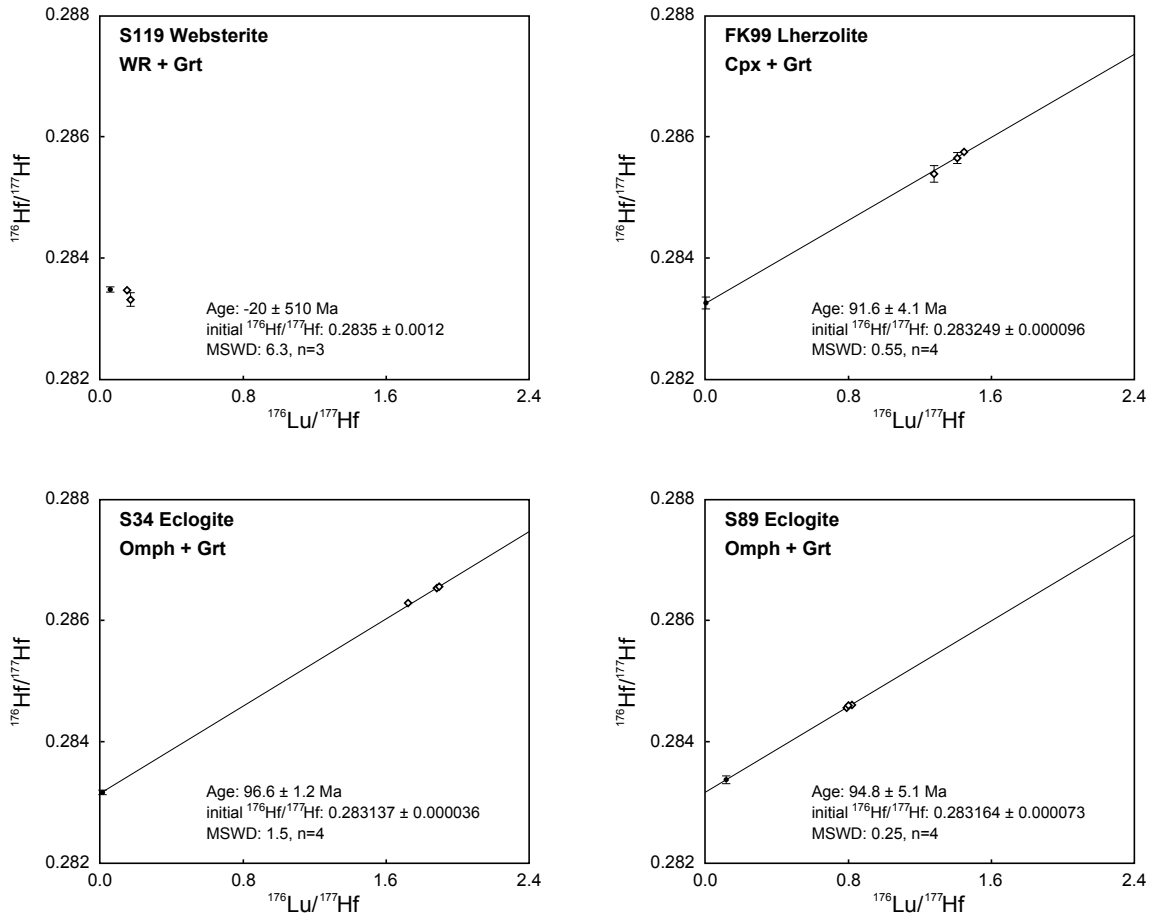 S119 Websterite
WR + Grt
0.288
0.286
0.284
0.282
¹⁷⁶Hf/¹⁷⁷Hf
Age: -20 ± 510 Ma
initial ¹⁷⁶Hf/¹⁷⁷Hf: 0.2835 ± 0.0012
MSWD: 6.3, n=3
0.0 0.8 1.6 2.4
¹⁷⁶Lu/¹⁷⁷Hf
FK99 Lherzolite
Cpx + Grt
0.288
0.286
0.284
0.282
¹⁷⁶Hf/¹⁷⁷Hf
Age: 91.6 ± 4.1 Ma
initial ¹⁷⁶Hf/¹⁷⁷Hf: 0.283249 ± 0.000096
MSWD: 0.55, n=4
0.0 0.8 1.6 2.4
¹⁷⁶Lu/¹⁷⁷Hf
S34 Eclogite
Omph + Grt
0.288
0.286
0.284
0.282
¹⁷⁶Hf/¹⁷⁷Hf
Age: 96.6 ± 1.2 Ma
initial ¹⁷⁶Hf/¹⁷⁷Hf: 0.283137 ± 0.000036
MSWD: 1.5, n=4
0.0 0.8 1.6 2.4
¹⁷⁶Lu/¹⁷⁷Hf
S89 Eclogite
Omph + Grt
0.288
0.286
0.284
0.282
¹⁷⁶Hf/¹⁷⁷Hf
Age: 94.8 ± 5.1 Ma
initial ¹⁷⁶Hf/¹⁷⁷Hf: 0.283164 ± 0.000073
MSWD: 0.25, n=4
0.0 0.8 1.6 2.4
¹⁷⁶Lu/¹⁷⁷Hf